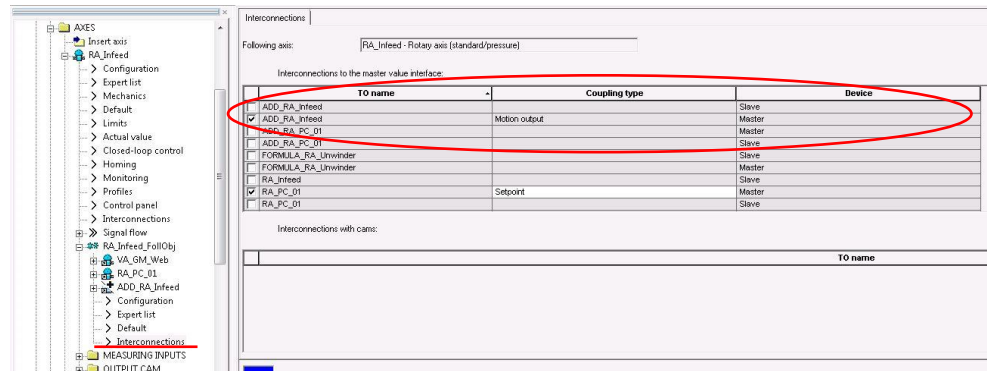 AXES
Insert axis
RA_Infeed
Configuration
Expert list
Mechanics
Default
Limits
Actual value
Closed-loop control
Homing
Monitoring
Profiles
Control panel
Interconnections
Signal flow
RA_Infeed_FollObj
VA_GM_Web
RA_PC_01
ADD_RA_Infeed
Configuration
Expert list
Default
Interconnections
MEASURING INPUTS
OUTPUT CAM
Interconnections
Following axis: RA_Infeed - Rotary axis (standard/pressure)
Interconnections to the master value interface:
TO name Coupling type Device
ADD_RA_Infeed Slave
ADD_RA_Infeed Motion output Master
ADD_RA_PC_01 Master
ADD_RA_PC_01 Slave
FORMULA_RA_Unwinder Slave
FORMULA_RA_Unwinder Master
RA_Infeed Slave
RA_PC_01 Setpoint Master
RA_PC_01 Slave
Interconnections with cams:
TO name